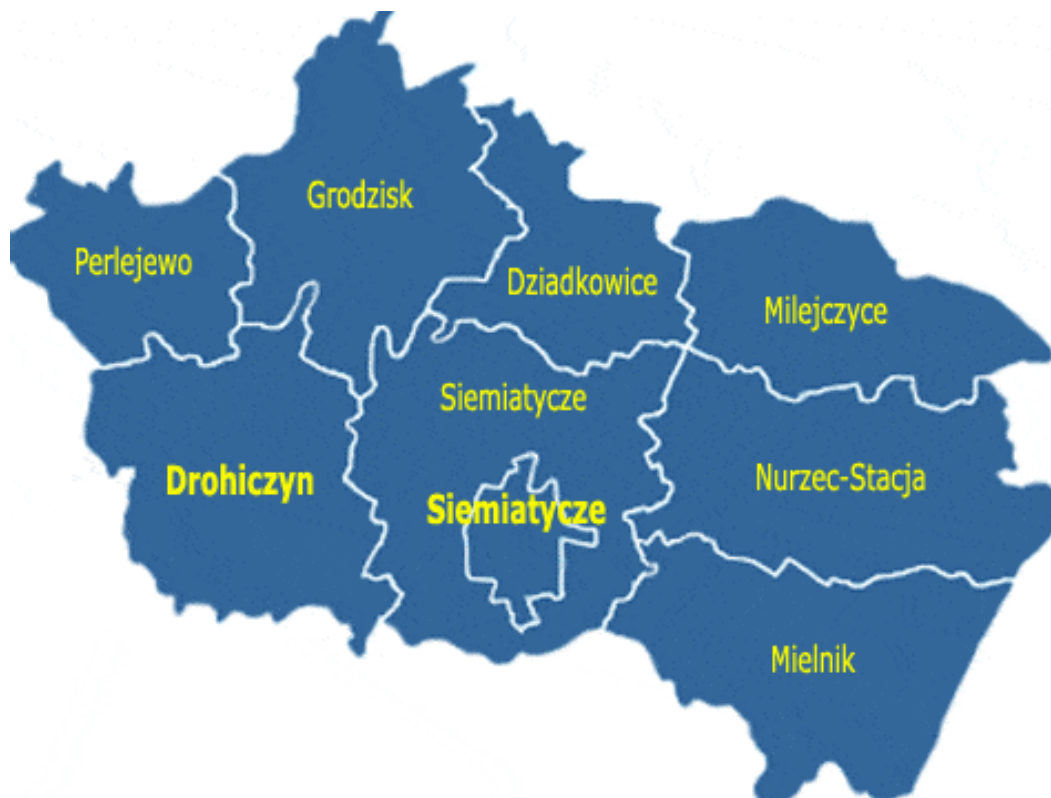 Grodzisk
Perlejewo
Dziadkowice
Milejczyce
Siemiatycze
Drohiczyn
Siemiatycze
Nurzec-Stacja
Mielnik